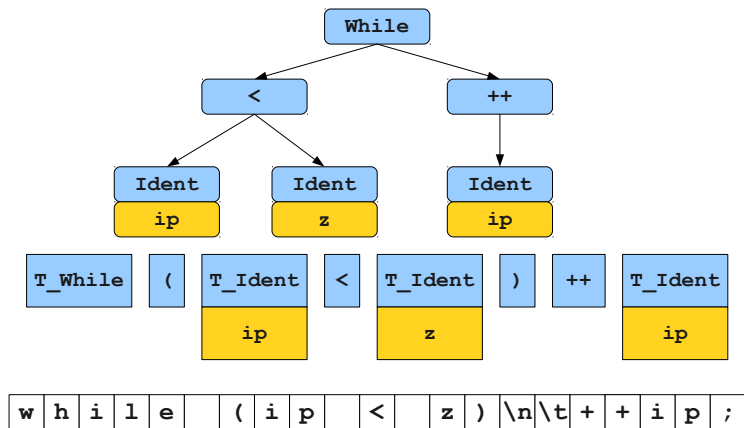 While
< ++
Ident Ident Ident
ip z ip
T_While ( T_Ident < T_Ident ) ++ T_Ident
ip z ip
w h i l e ( i p < z ) \n \t + + i p ;